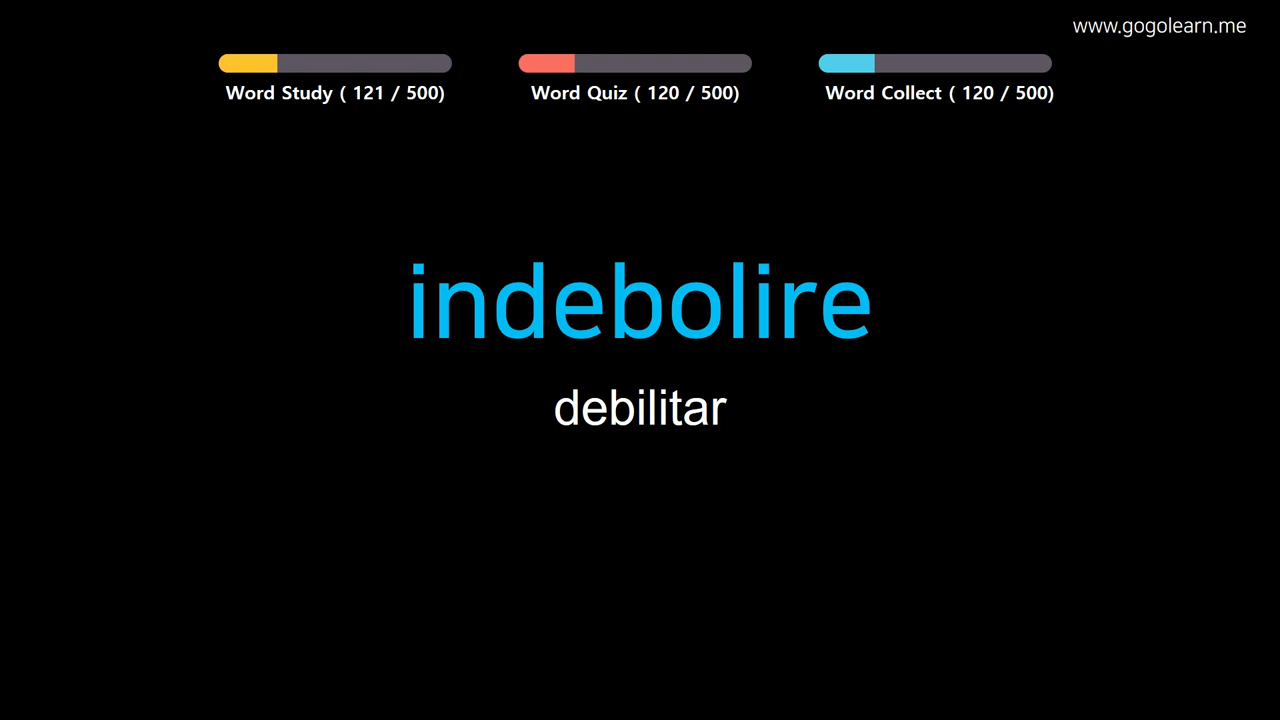 www.gogolearn.me
Word Study ( 121 / 500)
Word Quiz ( 120 / 500)
Word Collect ( 120 / 500)
indebolire
debilitar